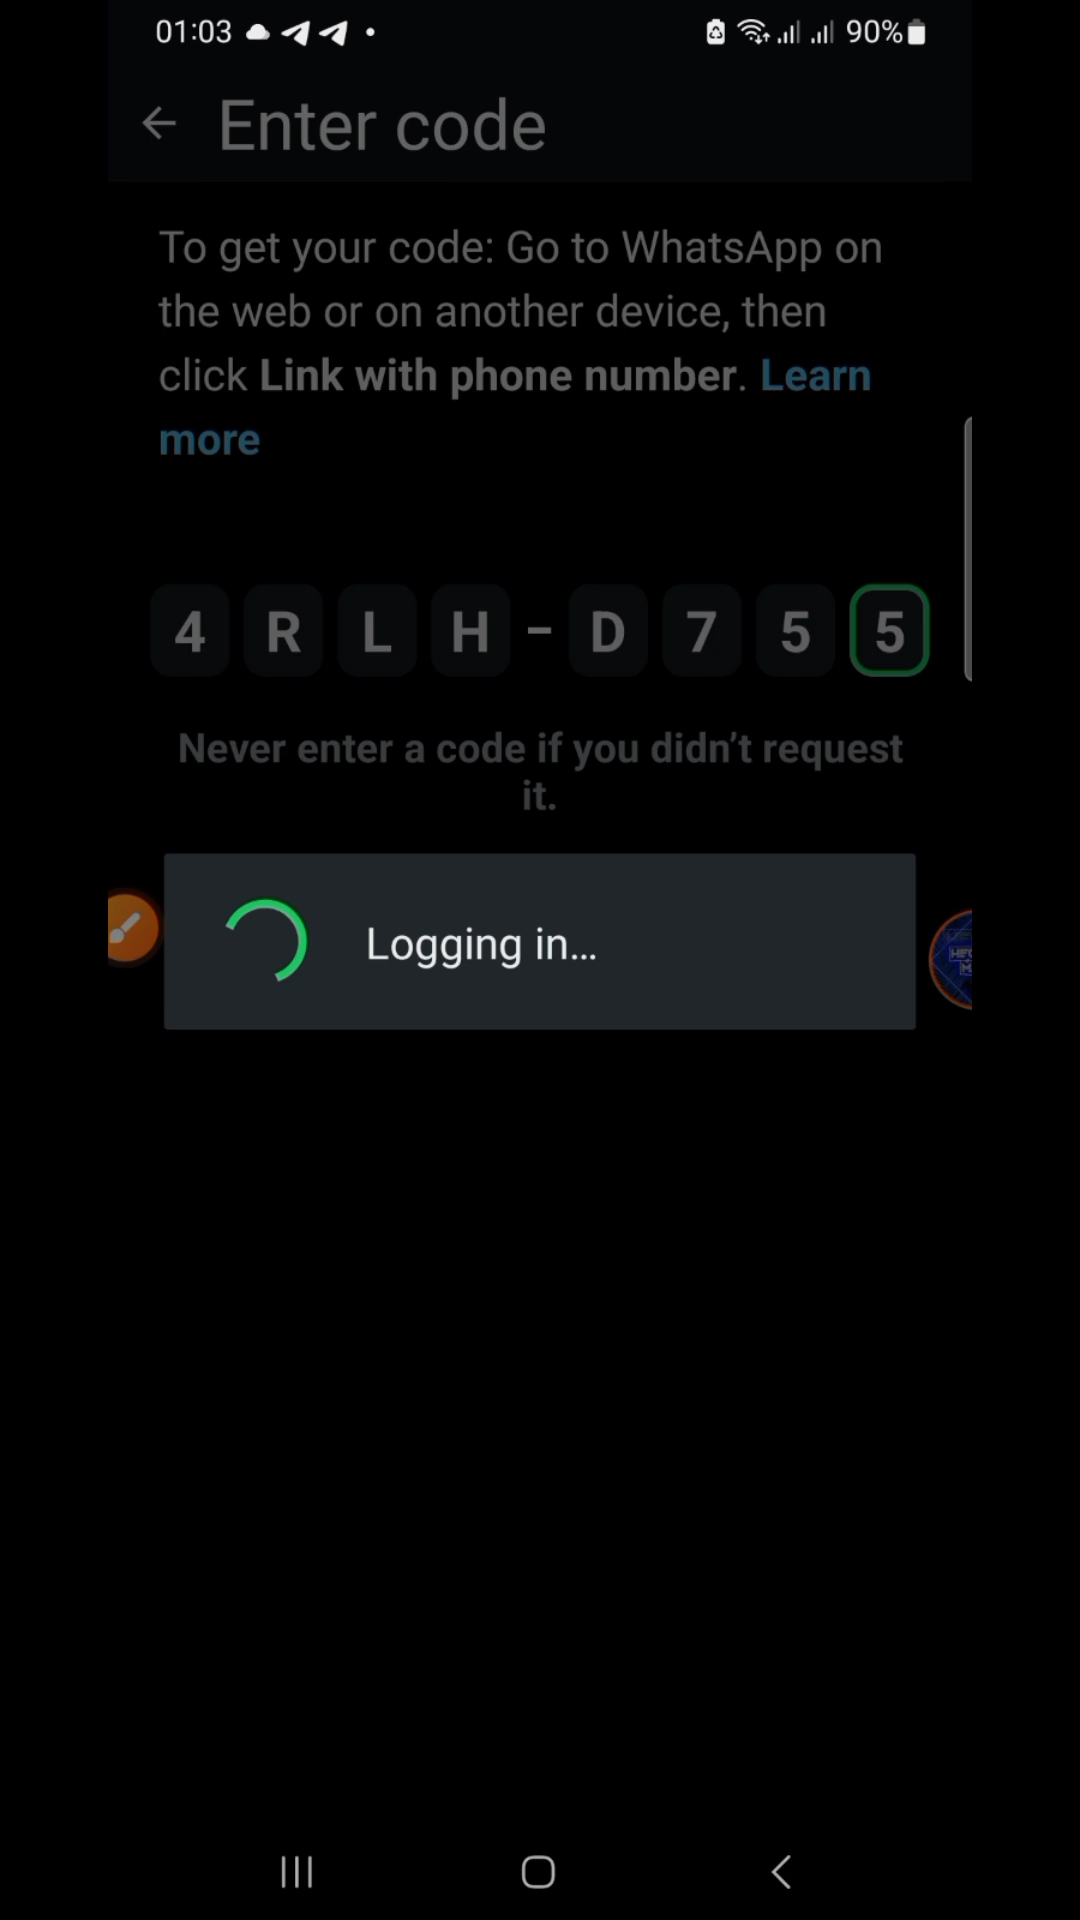 01:03
90%
Enter code
To get your code: Go to WhatsApp on
the web or on another device, then
click Link with phone number. Learn
more
4 R L H - D 7 5 5
Never enter a code if you didn’t request
it.
Logging in...